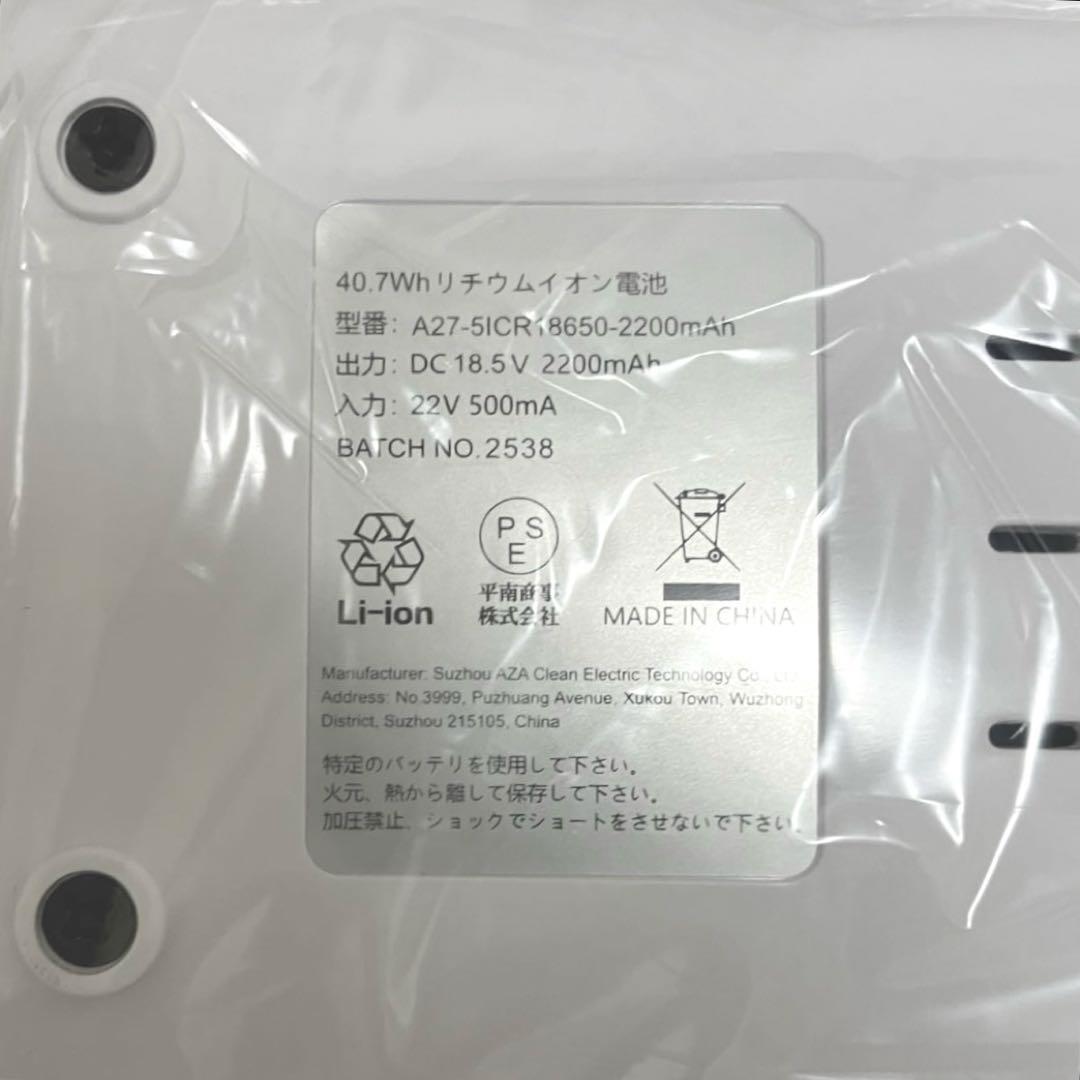 40.7Whリチウムイオン電池
型番: A27-5ICR18650-2200mAh
出力: DC 18.5V 2200mAh
入力: 22V 500mA
BATCH NO.2538
PSE
平南商事
株式会社
Li-ion
MADE IN CHINA
Manufacturer: Suzhou AZA Clean Electric Technology Co., Ltd.
Address: No.3999, Puzhuang Avenue, Xukou Town, Wuzhong
District, Suzhou 215105, China
特定のバッテリを使用して下さい。
火元、熱から離して保存して下さい。
加圧禁止、ショックでショートをさせないで下さい。